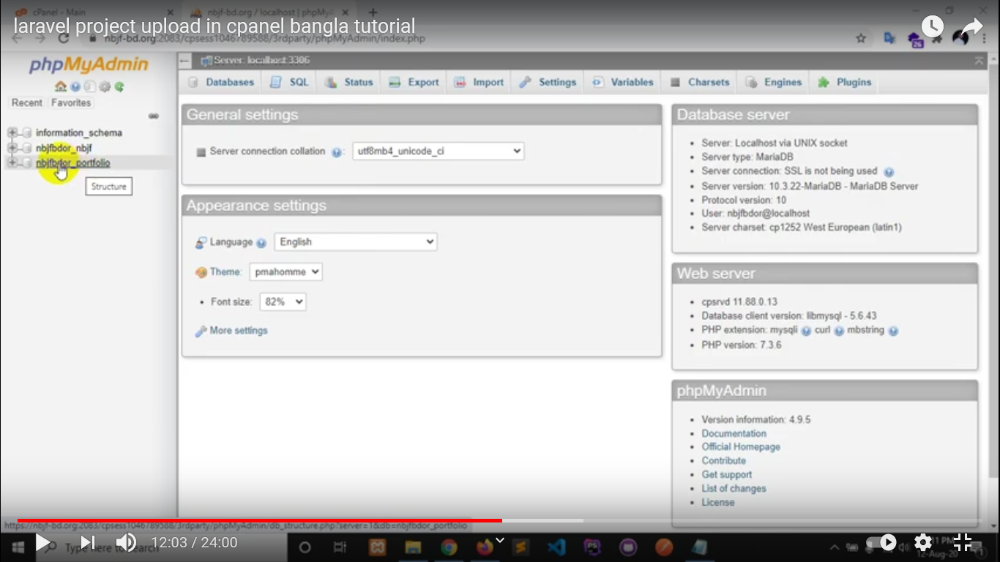 cPanel - Main
nbjf-bd.org / localhost | phpMyA
laravel project upload in cpanel bangla tutorial
nbjf-bd.org:2083/cpsess1046789588/3rdparty/phpMyAdmin/index.php
26
phpMyAdmin
Recent Favorites
information_schema
nbjfbdor_nbjf
nbjfbdor_portfolio
Structure
Server: localhost:3306
Databases SQL Status Export Import Settings Variables Charsets Engines Plugins
General settings
Server connection collation : utf8mb4_unicode_ci
Appearance settings
Language English
Theme: pmahomme
• Font size: 82%
More settings
Database server
• Server: Localhost via UNIX socket
• Server type: MariaDB
• Server connection: SSL is not being used
• Server version: 10.3.22-MariaDB - MariaDB Server
• Protocol version: 10
• User: nbjfbdor@localhost
• Server charset: cp1252 West European (latin1)
Web server
• cpsrvd 11.88.0.13
• Database client version: libmysql - 5.6.43
• PHP extension: mysqli curl mbstring
• PHP version: 7.3.6
phpMyAdmin
• Version information: 4.9.5
• Documentation
• Official Homepage
• Contribute
• Get support
• List of changes
• License
https://nbjf-bd.org:2083/cpsess1046789588/3rdparty/phpMyAdmin/db_structure.php?server=1&db=nbjfbdor_portfolio
Type here to search
12:03 / 24:00
PS
11 PM
12-Aug-20